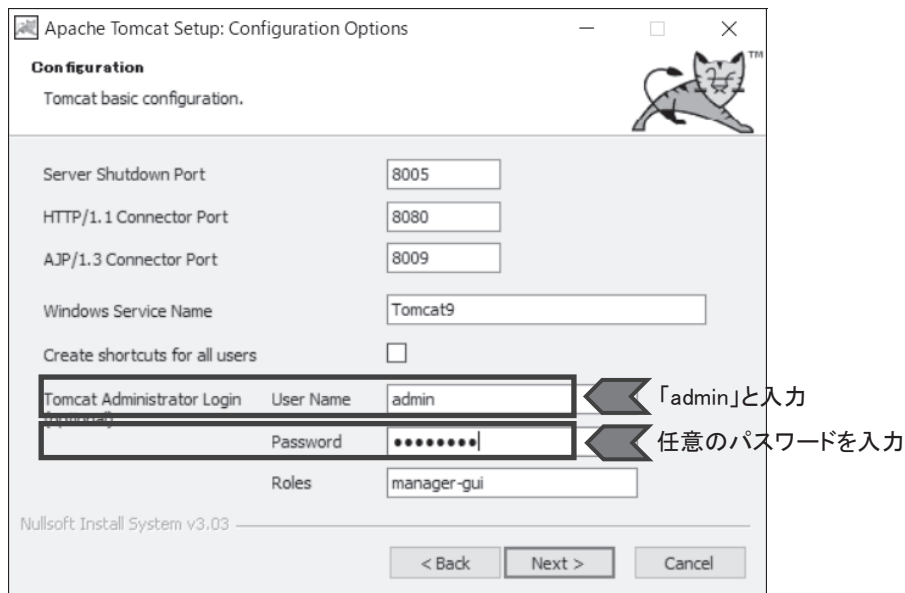 Apache Tomcat Setup: Configuration Options
Configuration
TM
Tomcat basic configuration.
Server Shutdown Port 8005
HTTP/1.1 Connector Port 8080
AJP/1.3 Connector Port 8009
Windows Service Name Tomcat9
Create shortcuts for all users
Tomcat Administrator Login User Name admin 「admin」と入力
(optional)
Password ●●●●●●●● 任意のパスワードを入力
Roles manager-gui
Nullsoft Install System v3.03
< Back Next > Cancel